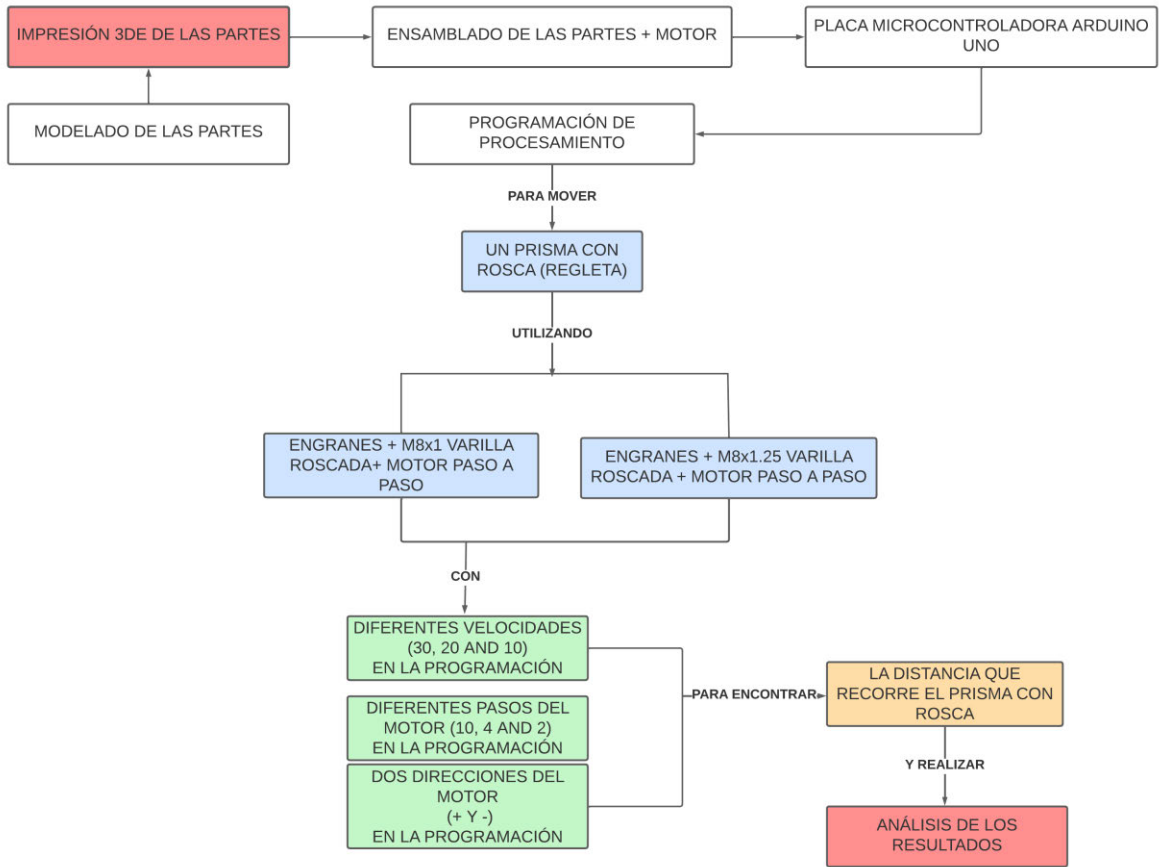 IMPRESIÓN 3DE DE LAS PARTES
ENSAMBLADO DE LAS PARTES + MOTOR
PLACA MICROCONTROLADORA ARDUINO
UNO
MODELADO DE LAS PARTES
PROGRAMACIÓN DE
PROCESAMIENTO
PARA MOVER
UN PRISMA CON
ROSCA (REGLETA)
UTILIZANDO
ENGRANES + M8x1 VARILLA
ROSCADA+ MOTOR PASO A
PASO
ENGRANES + M8x1.25 VARILLA
ROSCADA + MOTOR PASO A PASO
CON
DIFERENTES VELOCIDADES
(30, 20 AND 10)
EN LA PROGRAMACIÓN
DIFERENTES PASOS DEL
MOTOR (10, 4 AND 2)
EN LA PROGRAMACIÓN
DOS DIRECCIONES DEL
MOTOR
(+ Y -)
EN LA PROGRAMACIÓN
PARA ENCONTRAR
LA DISTANCIA QUE
RECORRE EL PRISMA CON
ROSCA
Y REALIZAR
ANÁLISIS DE LOS
RESULTADOS